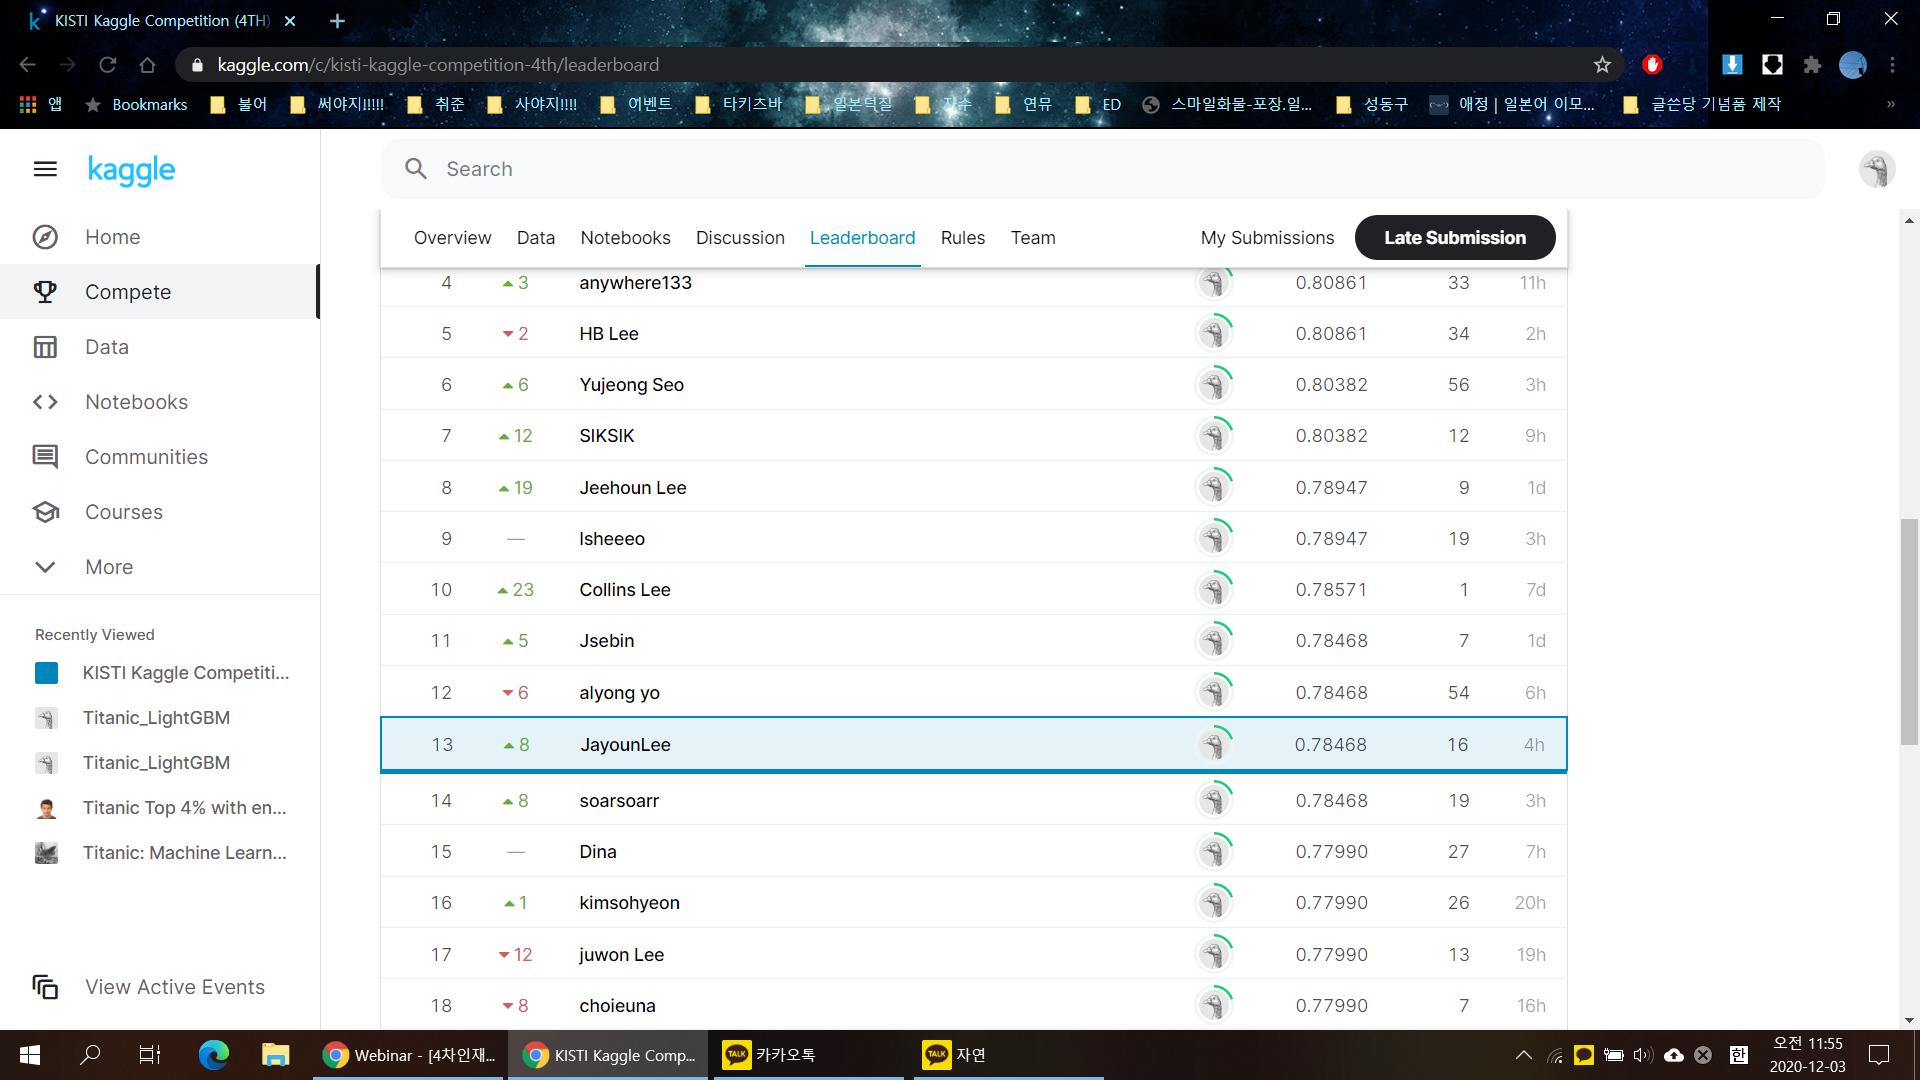 KISTI Kaggle Competition (4TH)
kaggle.com/c/kisti-kaggle-competition-4th/leaderboard
앱 Bookmarks 불어 써야지!!!!! 취준 사야지!!!! 이벤트 타키츠바 일본덕질 연뮤 ED 스마일화물-포장.일... 성동구 애정 | 일본어 이모... 글쓴당 기념품 제작 »
kaggle
Search
Home
Compete
Data
Notebooks
Communities
Courses
More
Recently Viewed
KISTI Kaggle Competiti...
Titanic_LightGBM
Titanic_LightGBM
Titanic Top 4% with en...
Titanic: Machine Learn...
View Active Events
Overview Data Notebooks Discussion Leaderboard Rules Team My Submissions Late Submission
4 3 anywhere133 0.80861 33 11h
5 2 HB Lee 0.80861 34 2h
6 6 Yujeong Seo 0.80382 56 3h
7 12 SIKSIK 0.80382 12 9h
8 19 Jeehoun Lee 0.78947 9 1d
9 — 0.78947 19 3h
10 23 Collins Lee 0.78571 1 7d
11 5 Jsebin 0.78468 7 1d
12 6 alyong yo 0.78468 54 6h
13 8 JayounLee 0.78468 16 4h
14 8 soarsoarr 0.78468 19 3h
15 — Dina 0.77990 27 7h
16 1 kimsohyeon 0.77990 26 20h
17 12 juwon Lee 0.77990 13 19h
18 8 choieuna 0.77990 7 16h
Webinar - [4차인재... KISTI Kaggle Comp... TALK 카카오톡 TALK 자연 한 오전 11:55
2020-12-03